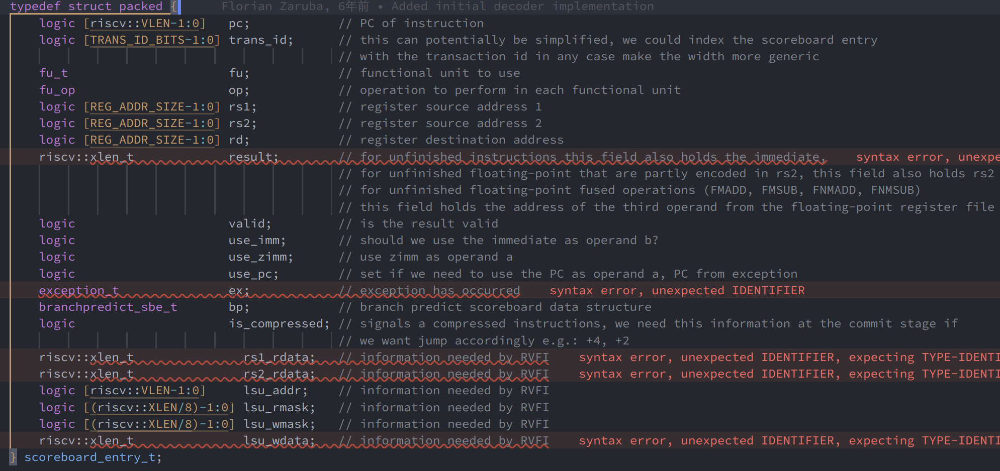 typedef struct packed {      Florian Zaruba, 6年前 • Added initial decoder implementation
    logic [riscv::VLEN-1:0]   pc;            // PC of instruction
    logic [TRANS_ID_BITS-1:0] trans_id;      // this can potentially be simplified, we could index the scoreboard entry
                                             // with the transaction id in any case make the width more generic
    fu_t                      fu;            // functional unit to use
    fu_op                     op;            // operation to perform in each functional unit
    logic [REG_ADDR_SIZE-1:0] rs1;           // register source address 1
    logic [REG_ADDR_SIZE-1:0] rs2;           // register source address 2
    logic [REG_ADDR_SIZE-1:0] rd;            // register destination address
    riscv::xlen_t             result;        // for unfinished instructions this field also holds the immediate,    syntax error, unexpe
                                             // for unfinished floating-point that are partly encoded in rs2, this field also holds rs2
                                             // for unfinished floating-point fused operations (FMADD, FMSUB, FNMADD, FNMSUB)
                                             // this field holds the address of the third operand from the floating-point register file
    logic                     valid;         // is the result valid
    logic                     use_imm;       // should we use the immediate as operand b?
    logic                     use_zimm;      // use zimm as operand a
    logic                     use_pc;        // set if we need to use the PC as operand a, PC from exception
    exception_t               ex;            // exception has occurred    syntax error, unexpected IDENTIFIER
    branchpredict_sbe_t       bp;            // branch predict scoreboard data structure
    logic                     is_compressed; // signals a compressed instructions, we need this information at the commit stage if
                                             // we want jump accordingly e.g.: +4, +2
    riscv::xlen_t               rs1_rdata;   // information needed by RVFI    syntax error, unexpected IDENTIFIER, expecting TYPE-IDENTI
    riscv::xlen_t               rs2_rdata;   // information needed by RVFI    syntax error, unexpected IDENTIFIER, expecting TYPE-IDENTI
    logic [riscv::VLEN-1:0]     lsu_addr;    // information needed by RVFI
    logic [(riscv::XLEN/8)-1:0] lsu_rmask;   // information needed by RVFI
    logic [(riscv::XLEN/8)-1:0] lsu_wmask;   // information needed by RVFI
    riscv::xlen_t               lsu_wdata;   // information needed by RVFI    syntax error, unexpected IDENTIFIER, expecting TYPE-IDENTI
} scoreboard_entry_t;